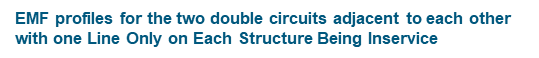 EMF profiles for the two double circuits adjacent to each other
with one Line Only on Each Structure Being Inservice